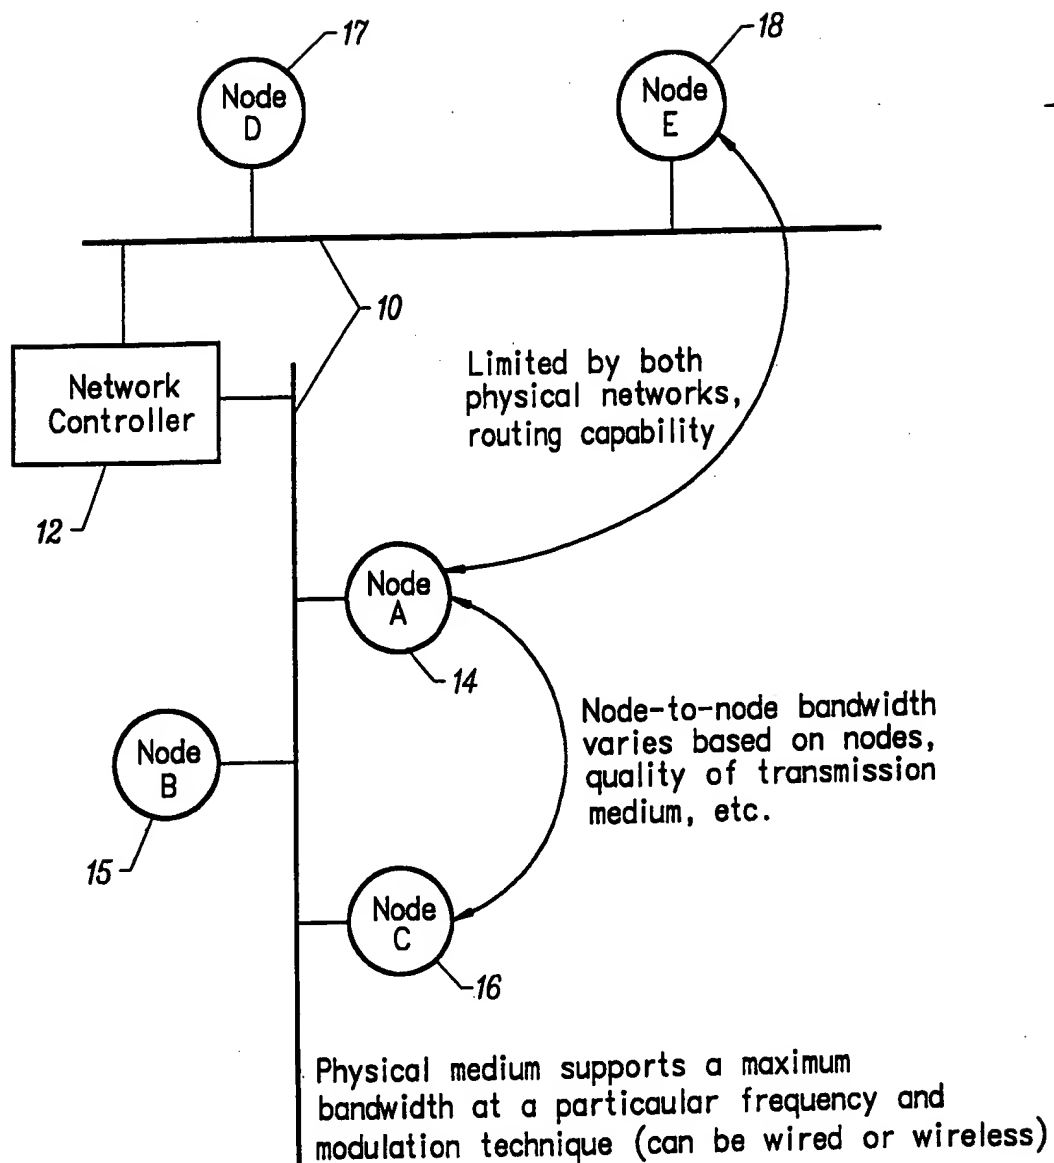 17
18
Node
D
Node
E
10
Network
Controller
12
Limited by both
physical networks,
routing capability
Node
A
14
Node-to-node bandwidth
varies based on nodes,
quality of transmission
medium, etc.
Node
B
15
Node
C
16
Physical medium supports a maximum
bandwidth at a particaular frequency and
modulation technique (can be wired or wireless)